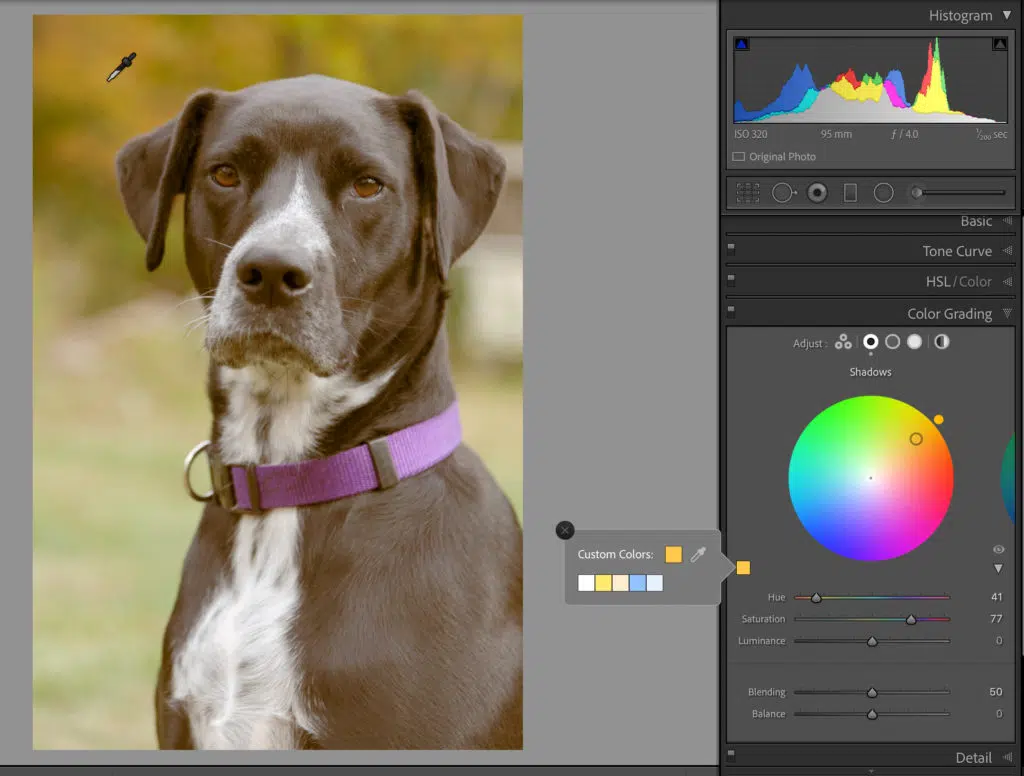 Histogram
ISO 320 95 mm ƒ / 4.0 1/200 sec
Original Photo
Basic
Tone Curve
HSL / Color
Color Grading
Adjust :
Shadows
Custom Colors:
Hue 41
Saturation 77
Luminance 0
Blending 50
Balance 0
Detail